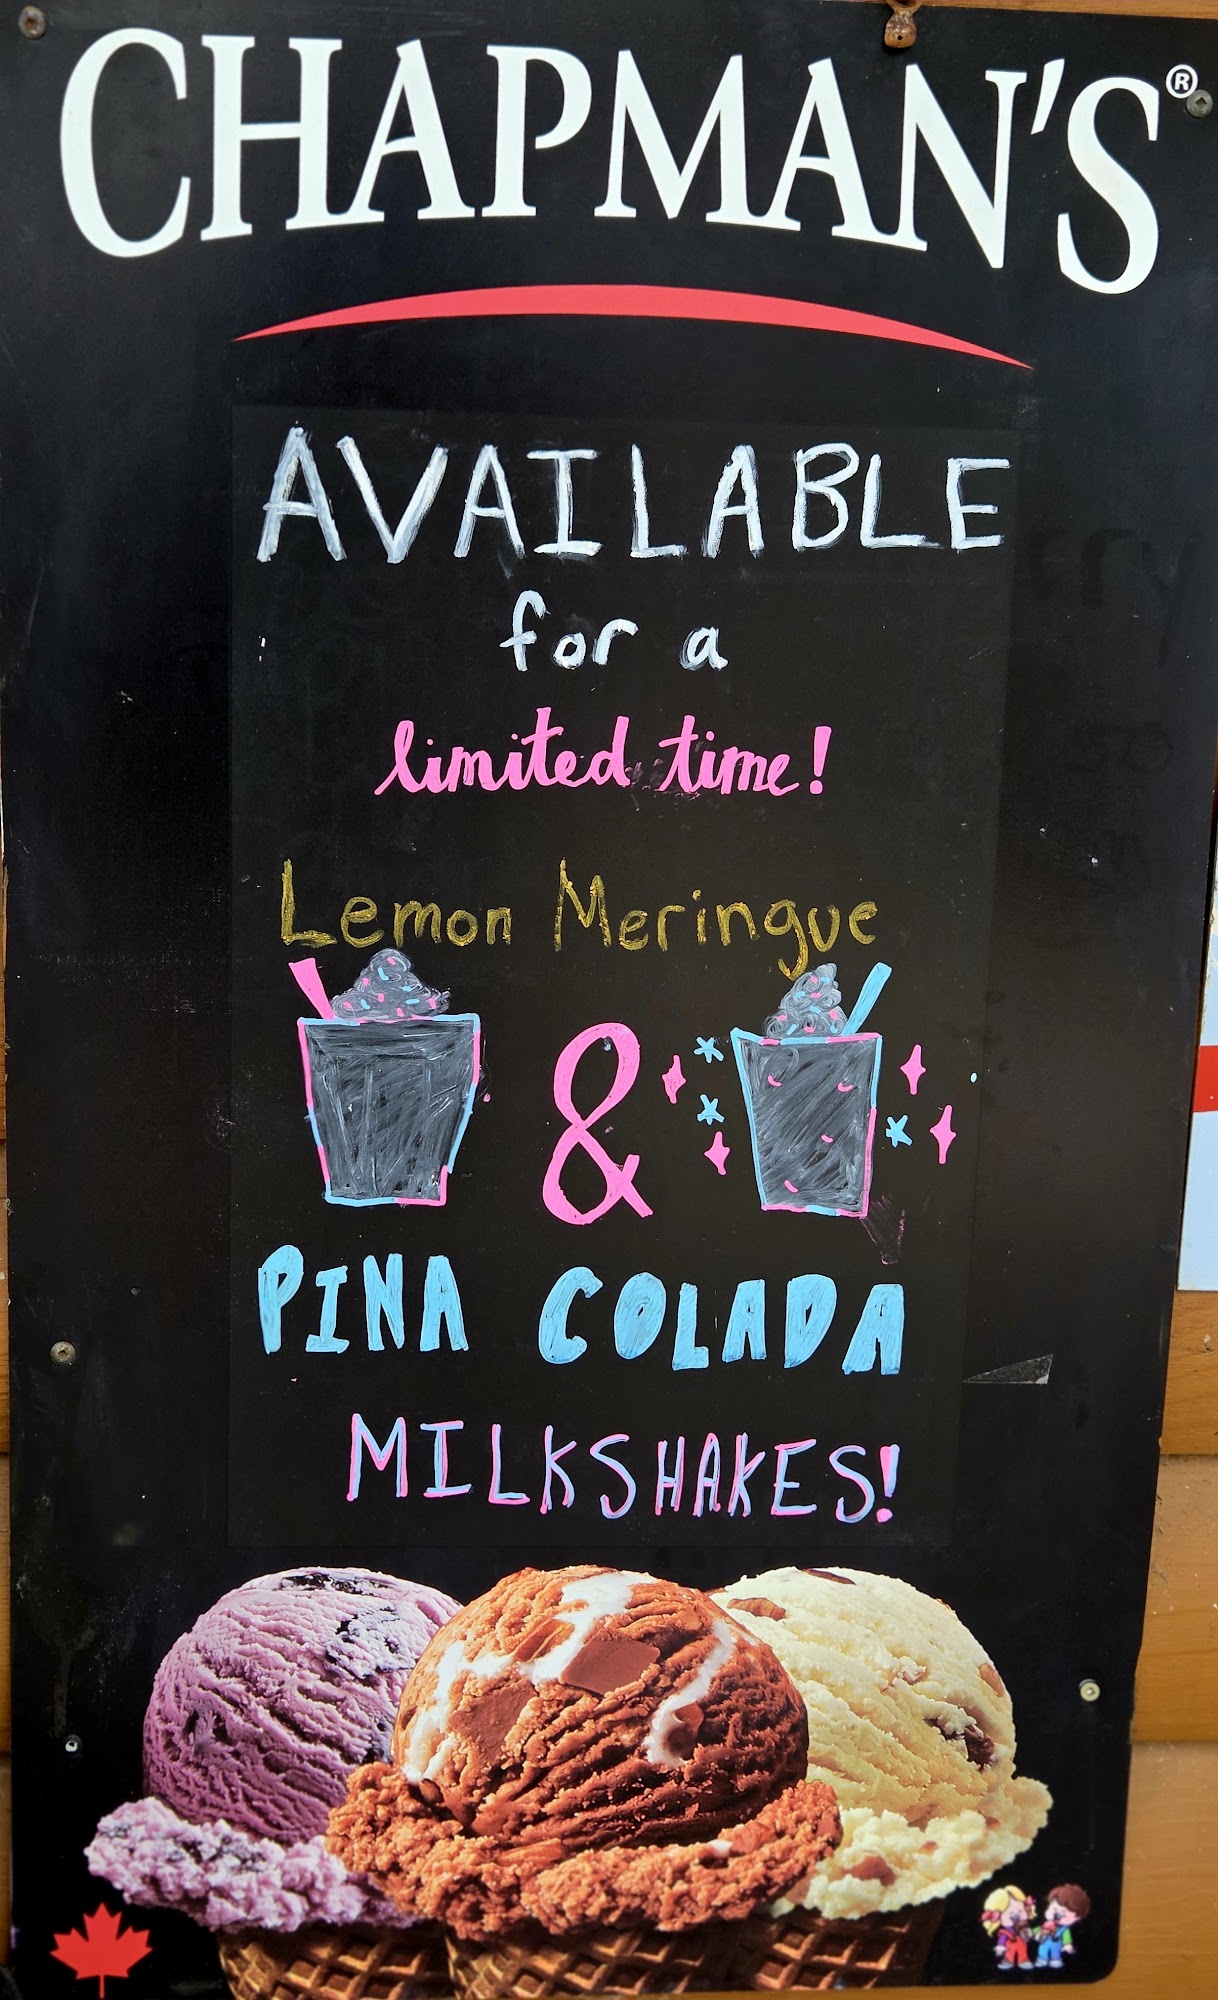 CHAPMAN'S®
AVAILABLE
for a
limited time!
Lemon Meringue
&
PINA COLADA
MILKSHAKES!